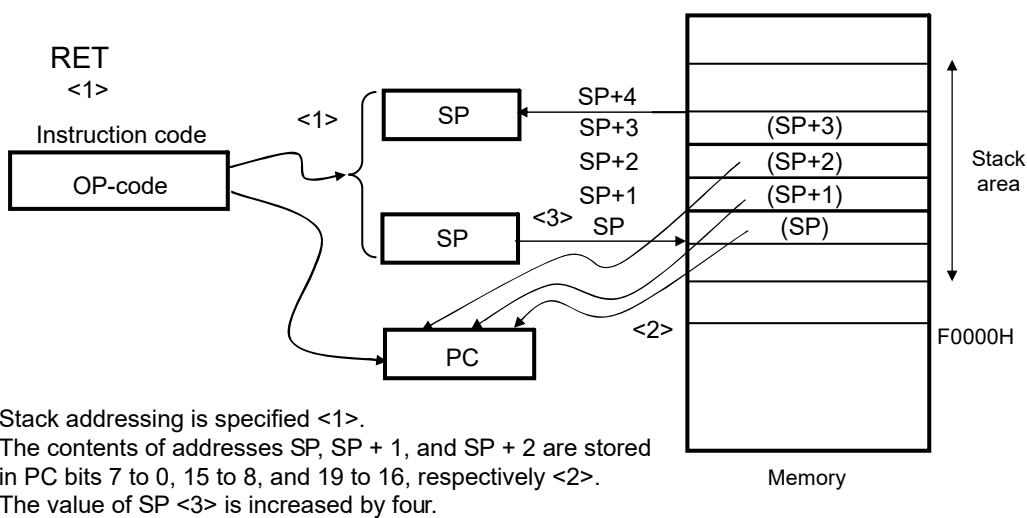 RET
<1>
Instruction code
OP-code
<1>
SP
SP
<3>
PC
SP+4
SP+3
SP+2
SP+1
SP
<2>
(SP+3)
(SP+2)
(SP+1)
(SP)
Stack
area
F0000H
Memory
Stack addressing is specified <1>.
The contents of addresses SP, SP + 1, and SP + 2 are stored
in PC bits 7 to 0, 15 to 8, and 19 to 16, respectively <2>.
The value of SP <3> is increased by four.